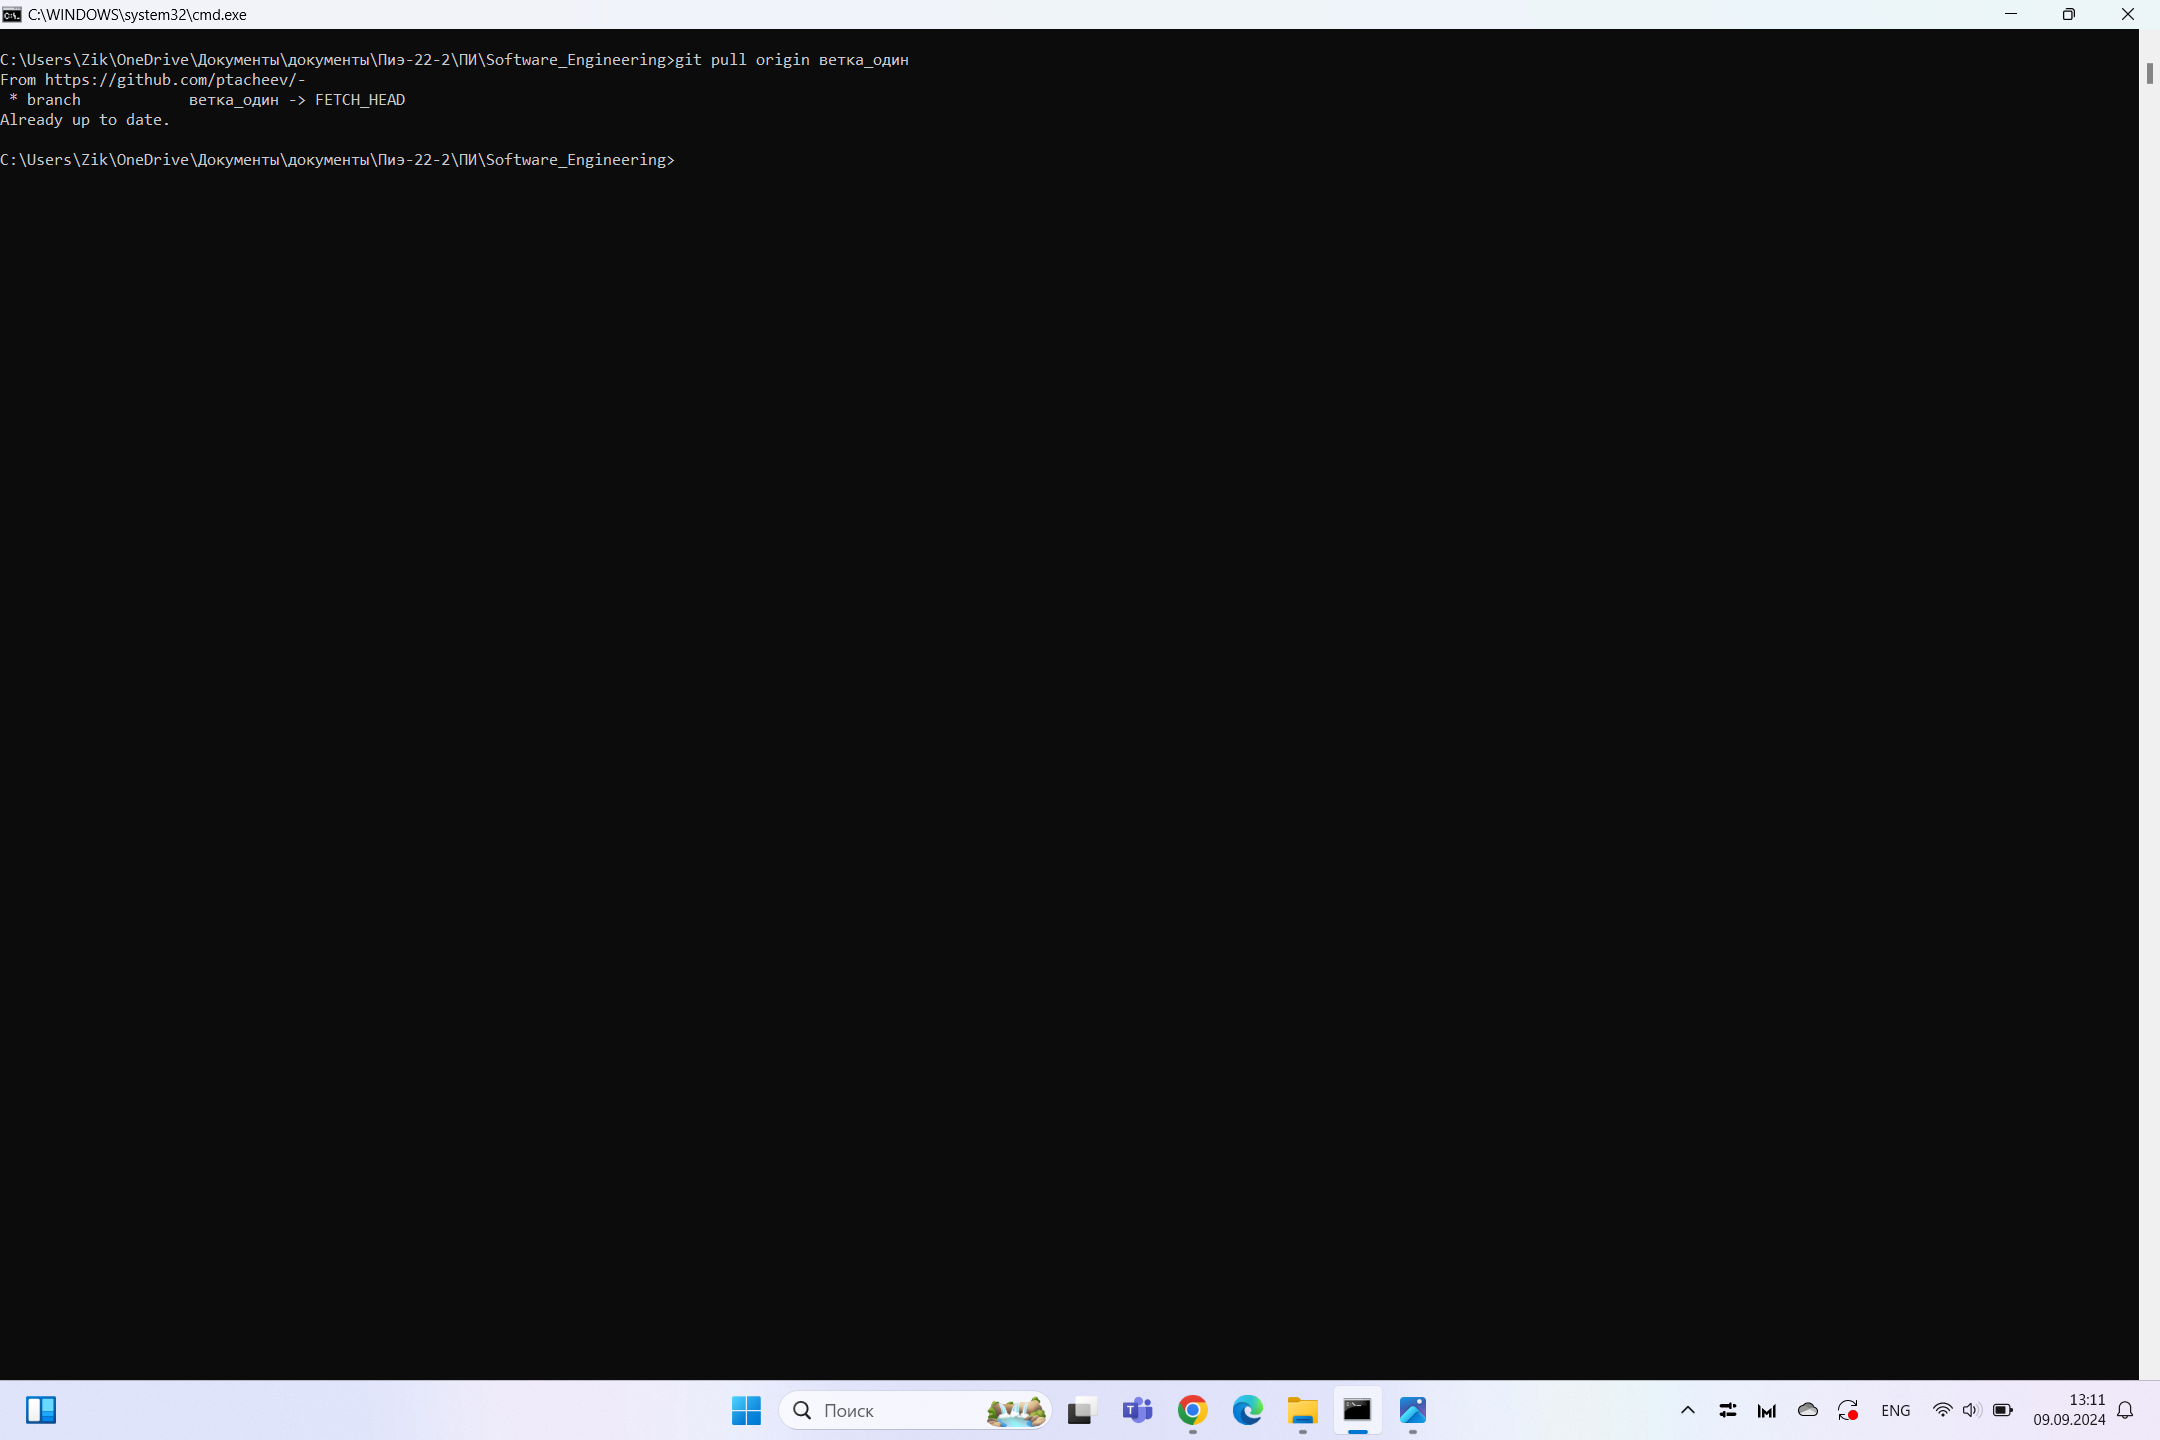 C:\WINDOWS\system32\cmd.exe
C:\Users\Zik\OneDrive\Документы\документы\Пиэ-22-2\ПИ\Software_Engineering>git pull origin ветка_один
From https://github.com/ptacheev/-
 * branch            ветка_один -> FETCH_HEAD
Already up to date.
C:\Users\Zik\OneDrive\Документы\документы\Пиэ-22-2\ПИ\Software_Engineering>
Поиск
ENG
13:11
09.09.2024